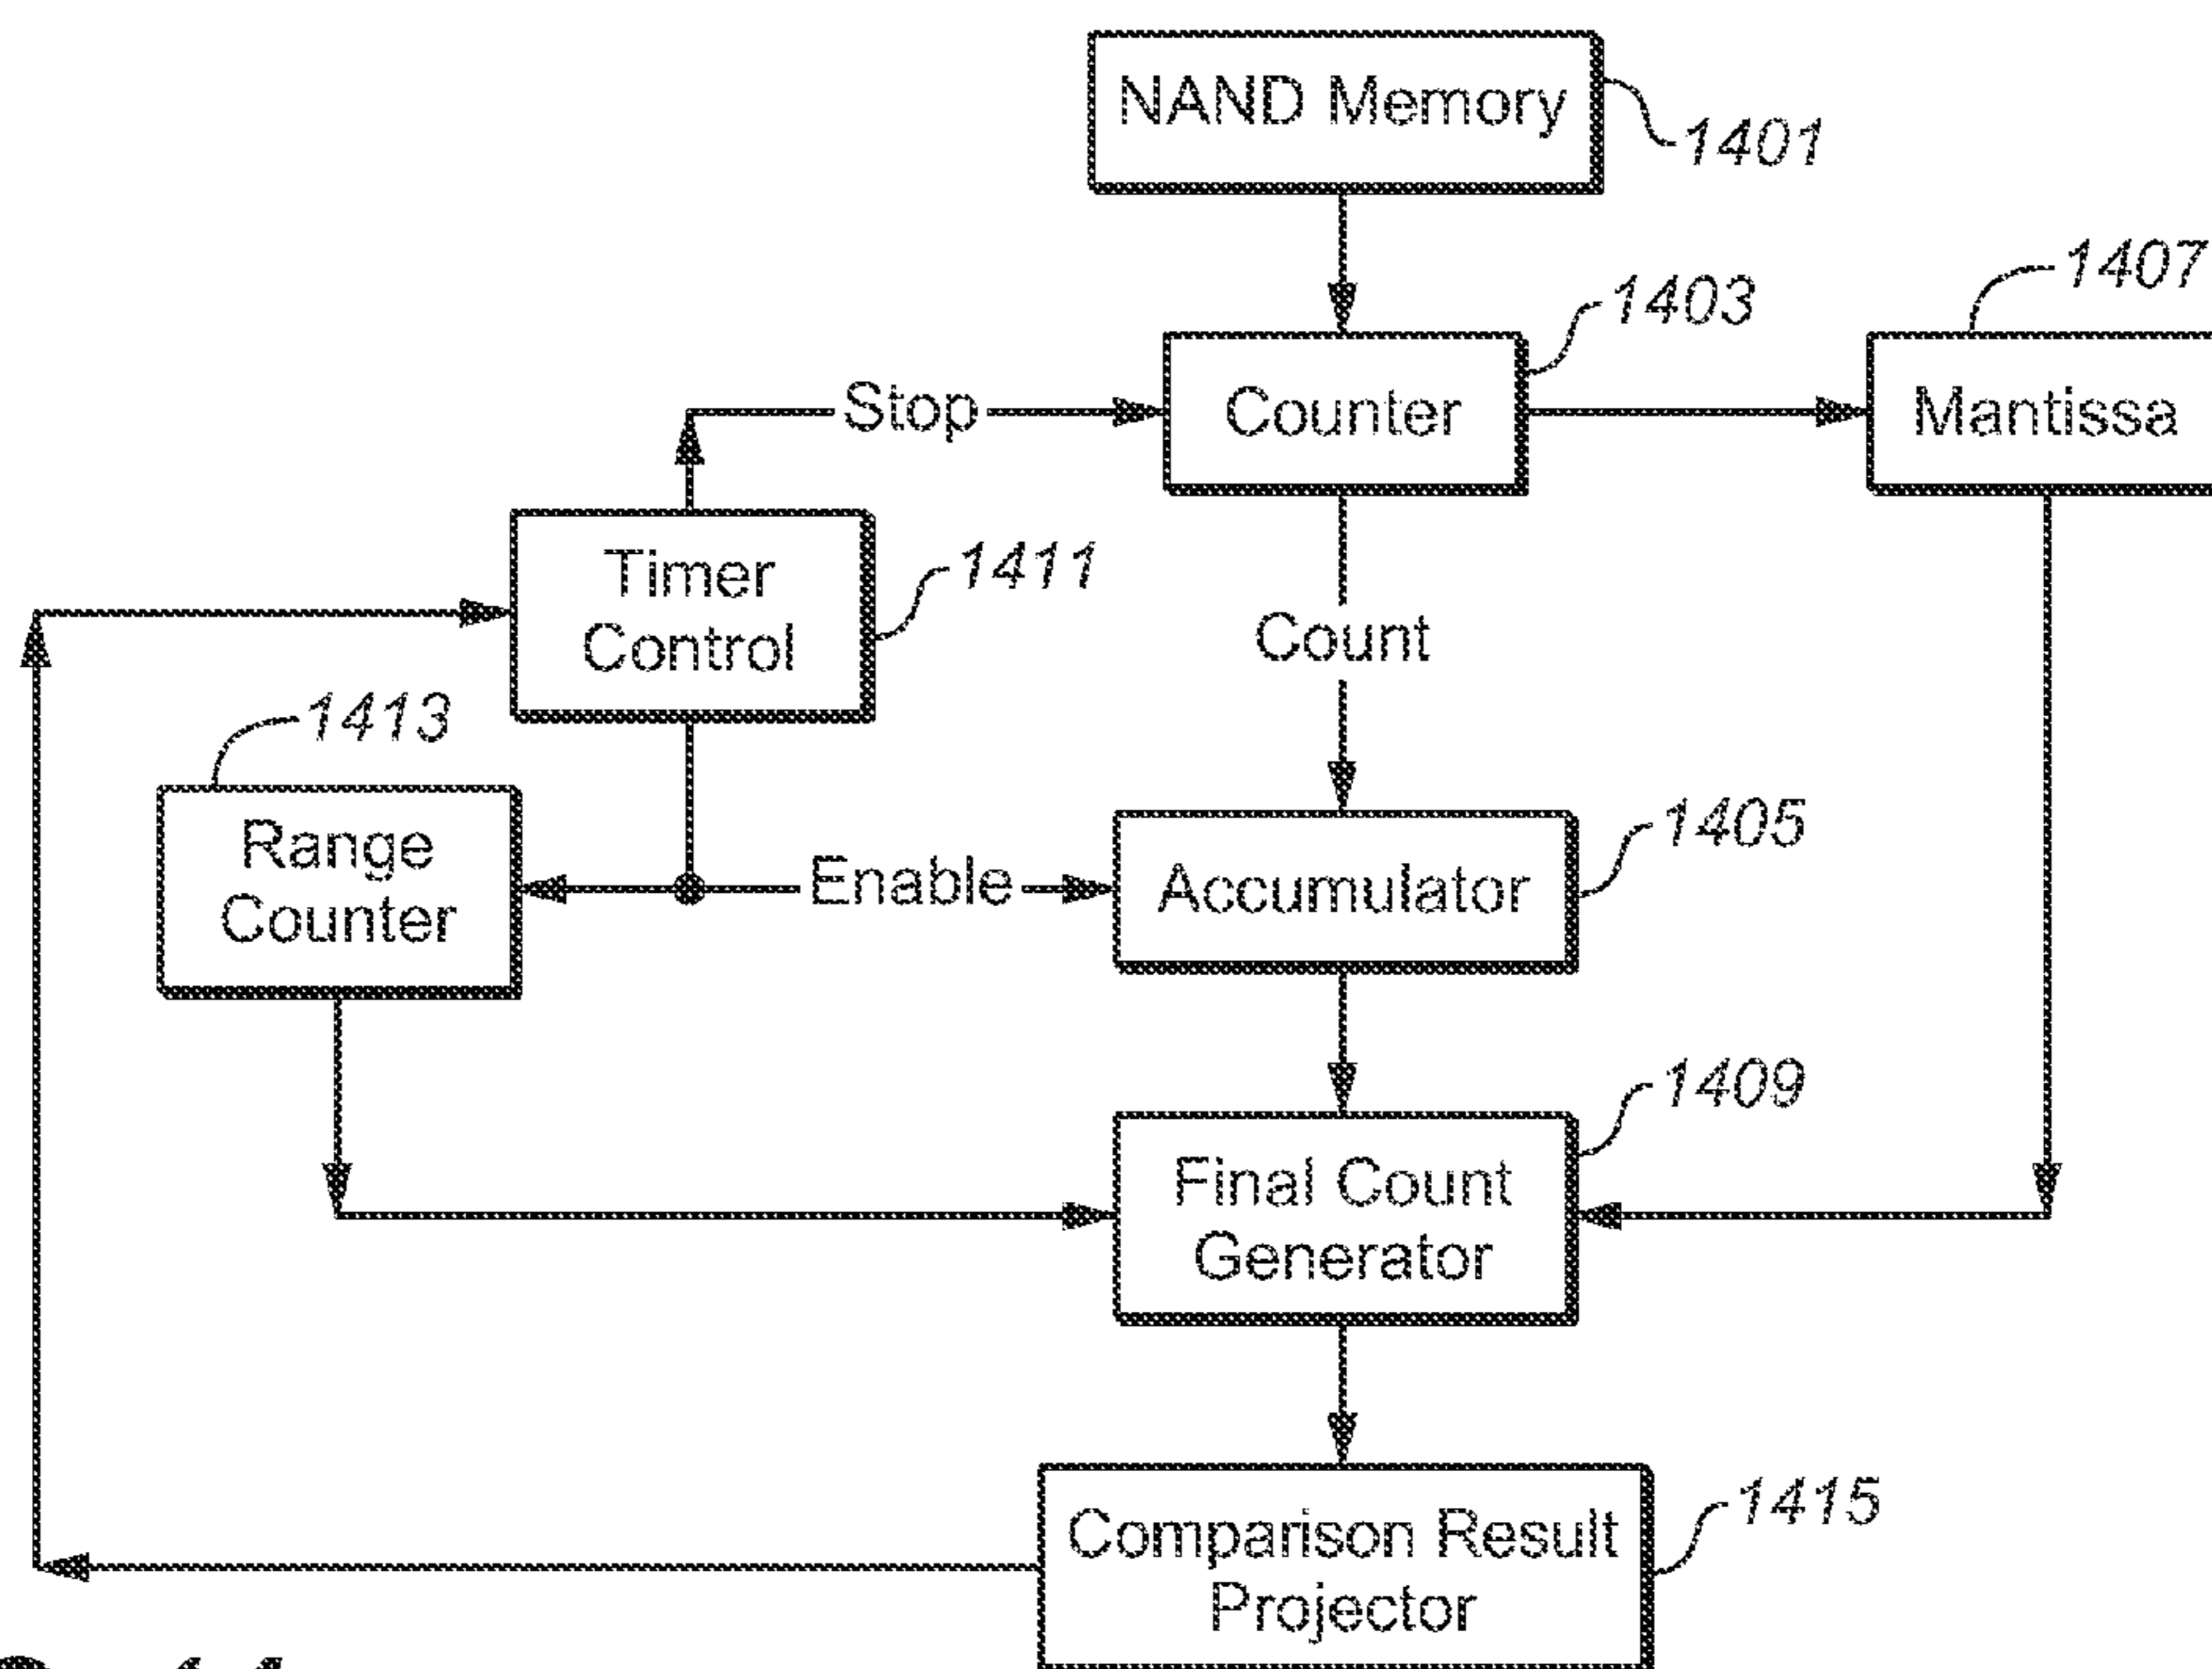 NAND Memory
1401
1407
1403
Stop
Counter
Mantissa
Timer
Control
1411
Count
1413
Range
Counter
1405
Enable
Accumulator
1409
Final Count
Generator
1415
Comparison Result
Projector